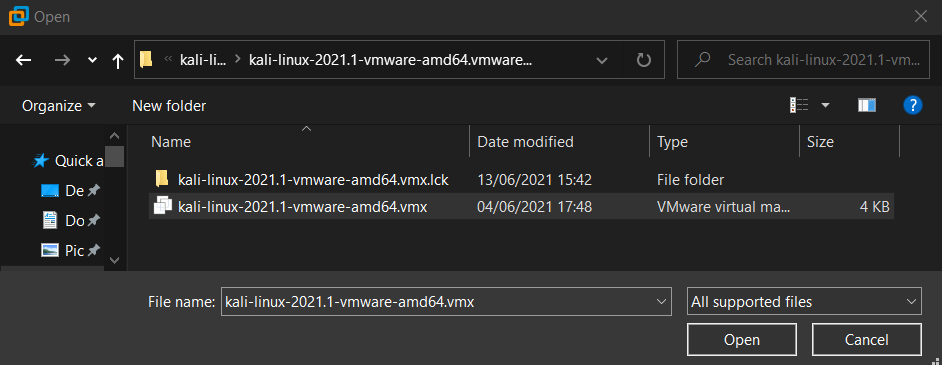 Open
kali-li... kali-linux-2021.1-vmware-amd64.vmware... Search kali-linux-2021.1-vm...
Organize New folder ?
Name Date modified Type Size
Quick a
De
Do
Pic
kali-linux-2021.1-vmware-amd64.vmx.lck 13/06/2021 15:42 File folder
kali-linux-2021.1-vmware-amd64.vmx 04/06/2021 17:48 VMware virtual ma... 4 KB
File name: kali-linux-2021.1-vmware-amd64.vmx All supported files
Open Cancel